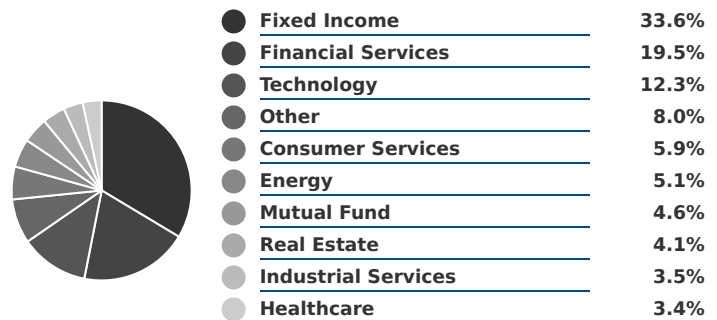 Fixed Income 33.6%
Financial Services 19.5%
Technology 12.3%
Other 8.0%
Consumer Services 5.9%
Energy 5.1%
Mutual Fund 4.6%
Real Estate 4.1%
Industrial Services 3.5%
Healthcare 3.4%